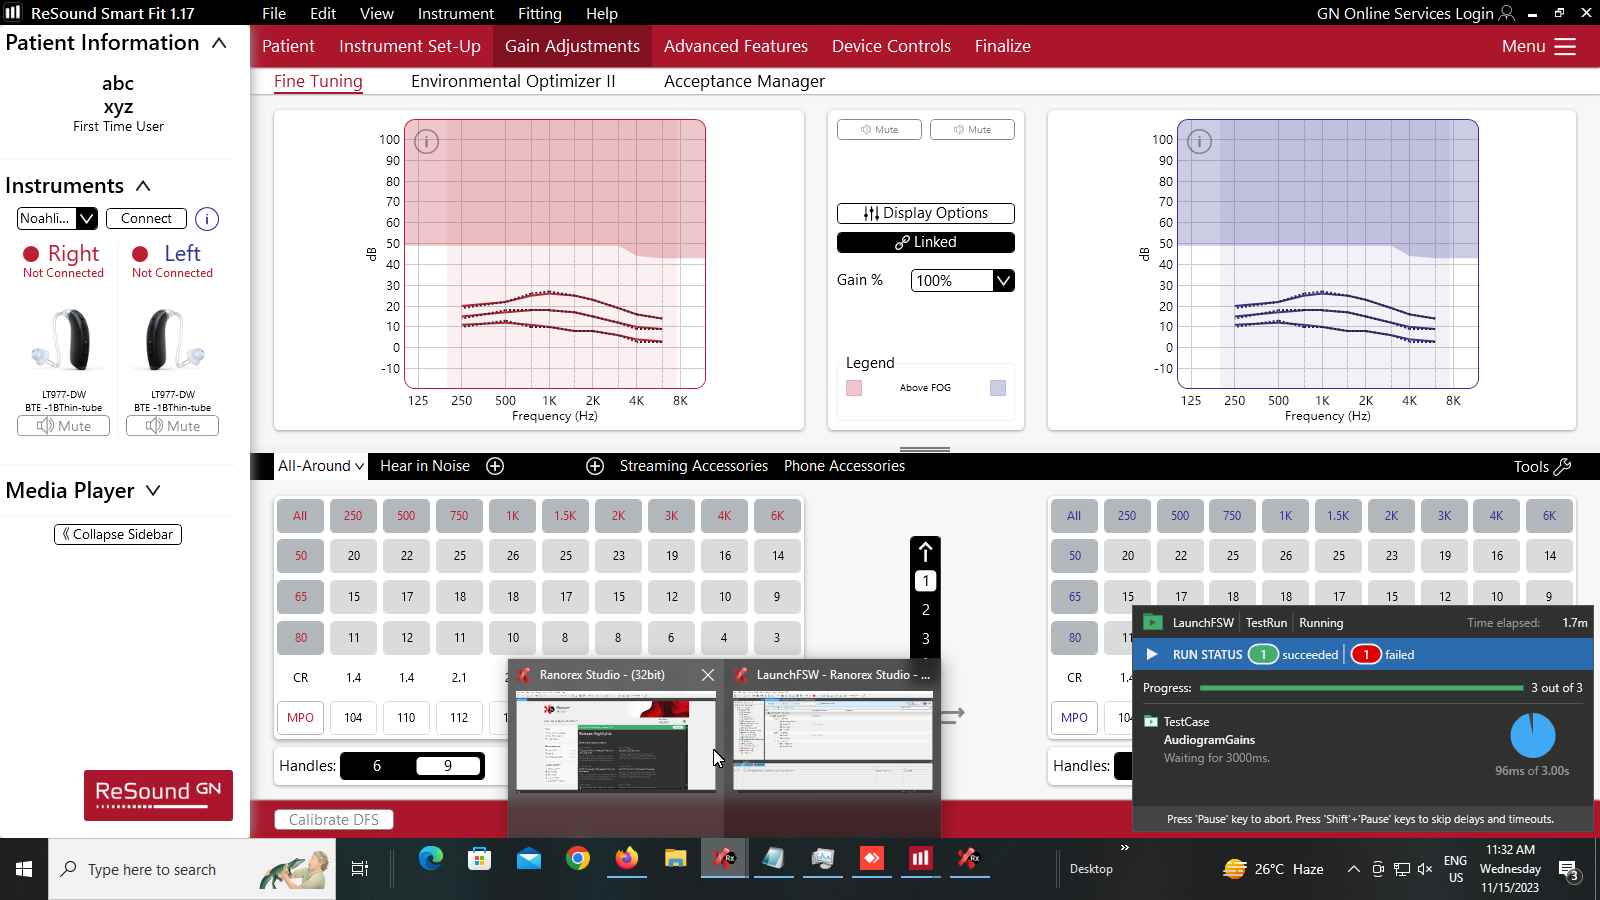 ReSound Smart Fit 1.17
File Edit View Instrument Fitting Help
GN Online Services Login
Patient Information
abc
xyz
First Time User
Instruments
Noahli... Connect i
Right Left
Not Connected Not Connected
LT977-DW LT977-DW
BTE -1BThin-tube BTE -1BThin-tube
Mute Mute
Media Player
Collapse Sidebar
ReSound GN
Patient Instrument Set-Up Gain Adjustments Advanced Features Device Controls Finalize
Menu
Fine Tuning Environmental Optimizer II Acceptance Manager
i
dB
100
90
80
70
60
50
40
30
20
10
0
-10
125 250 500 1K 2K 4K 8K
Frequency (Hz)
Mute Mute
Display Options
Linked
Gain % 100%
Legend
Above FOG
i
dB
100
90
80
70
60
50
40
30
20
10
0
-10
125 250 500 1K 2K 4K 8K
Frequency (Hz)
All-Around Hear in Noise Streaming Accessories Phone Accessories Tools
All 250 500 750 1K 1.5K 2K 3K 4K 6K
50 20 22 25 26 25 23 19 16 14
65 15 17 18 18 17 15 12 10 9
80 11 12 11 10 8 8 6 4 3
CR 1.4 1.4 2.1
MPO 104 110 112
Handles: 6 9
Calibrate DFS
1
2
3
All 250 500 750 1K 1.5K 2K 3K 4K 6K
50 20 22 25 26 25 23 19 16 14
65 15 17 18 18 17 15 12 10 9
80
CR
MPO
Handles:
Ranorex Studio - (32bit)
LaunchFSW - Ranorex Studio - ...
LaunchFSW TestRun Running Time elapsed: 1.7m
RUN STATUS 1 succeeded 1 failed
Progress: 3 out of 3
TestCase
AudiogramGains
Waiting for 3000ms.
96ms of 3.00s
Press 'Pause' key to abort. Press 'Shift'+'Pause' keys to skip delays and timeouts.
Type here to search
Rx
Rx
Desktop
26°C Haze
ENG
US
11:32 AM
Wednesday
11/15/2023
3